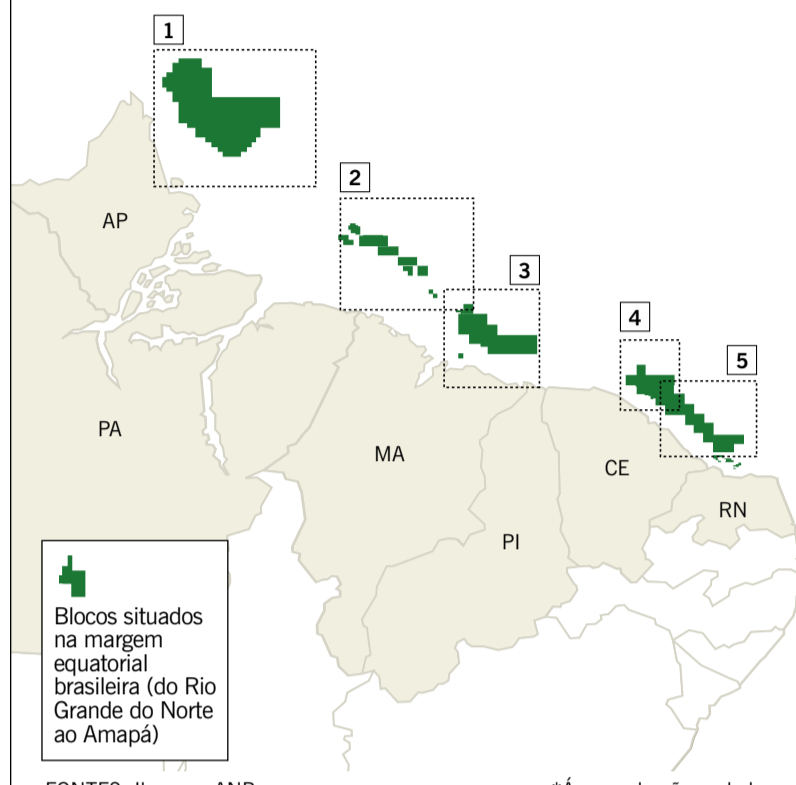 1
2
3
4
5
AP
PA
MA
PI
CE
RN
Blocos situados
na margem
equatorial
brasileira (do Rio
Grande do Norte
ao Amapá)